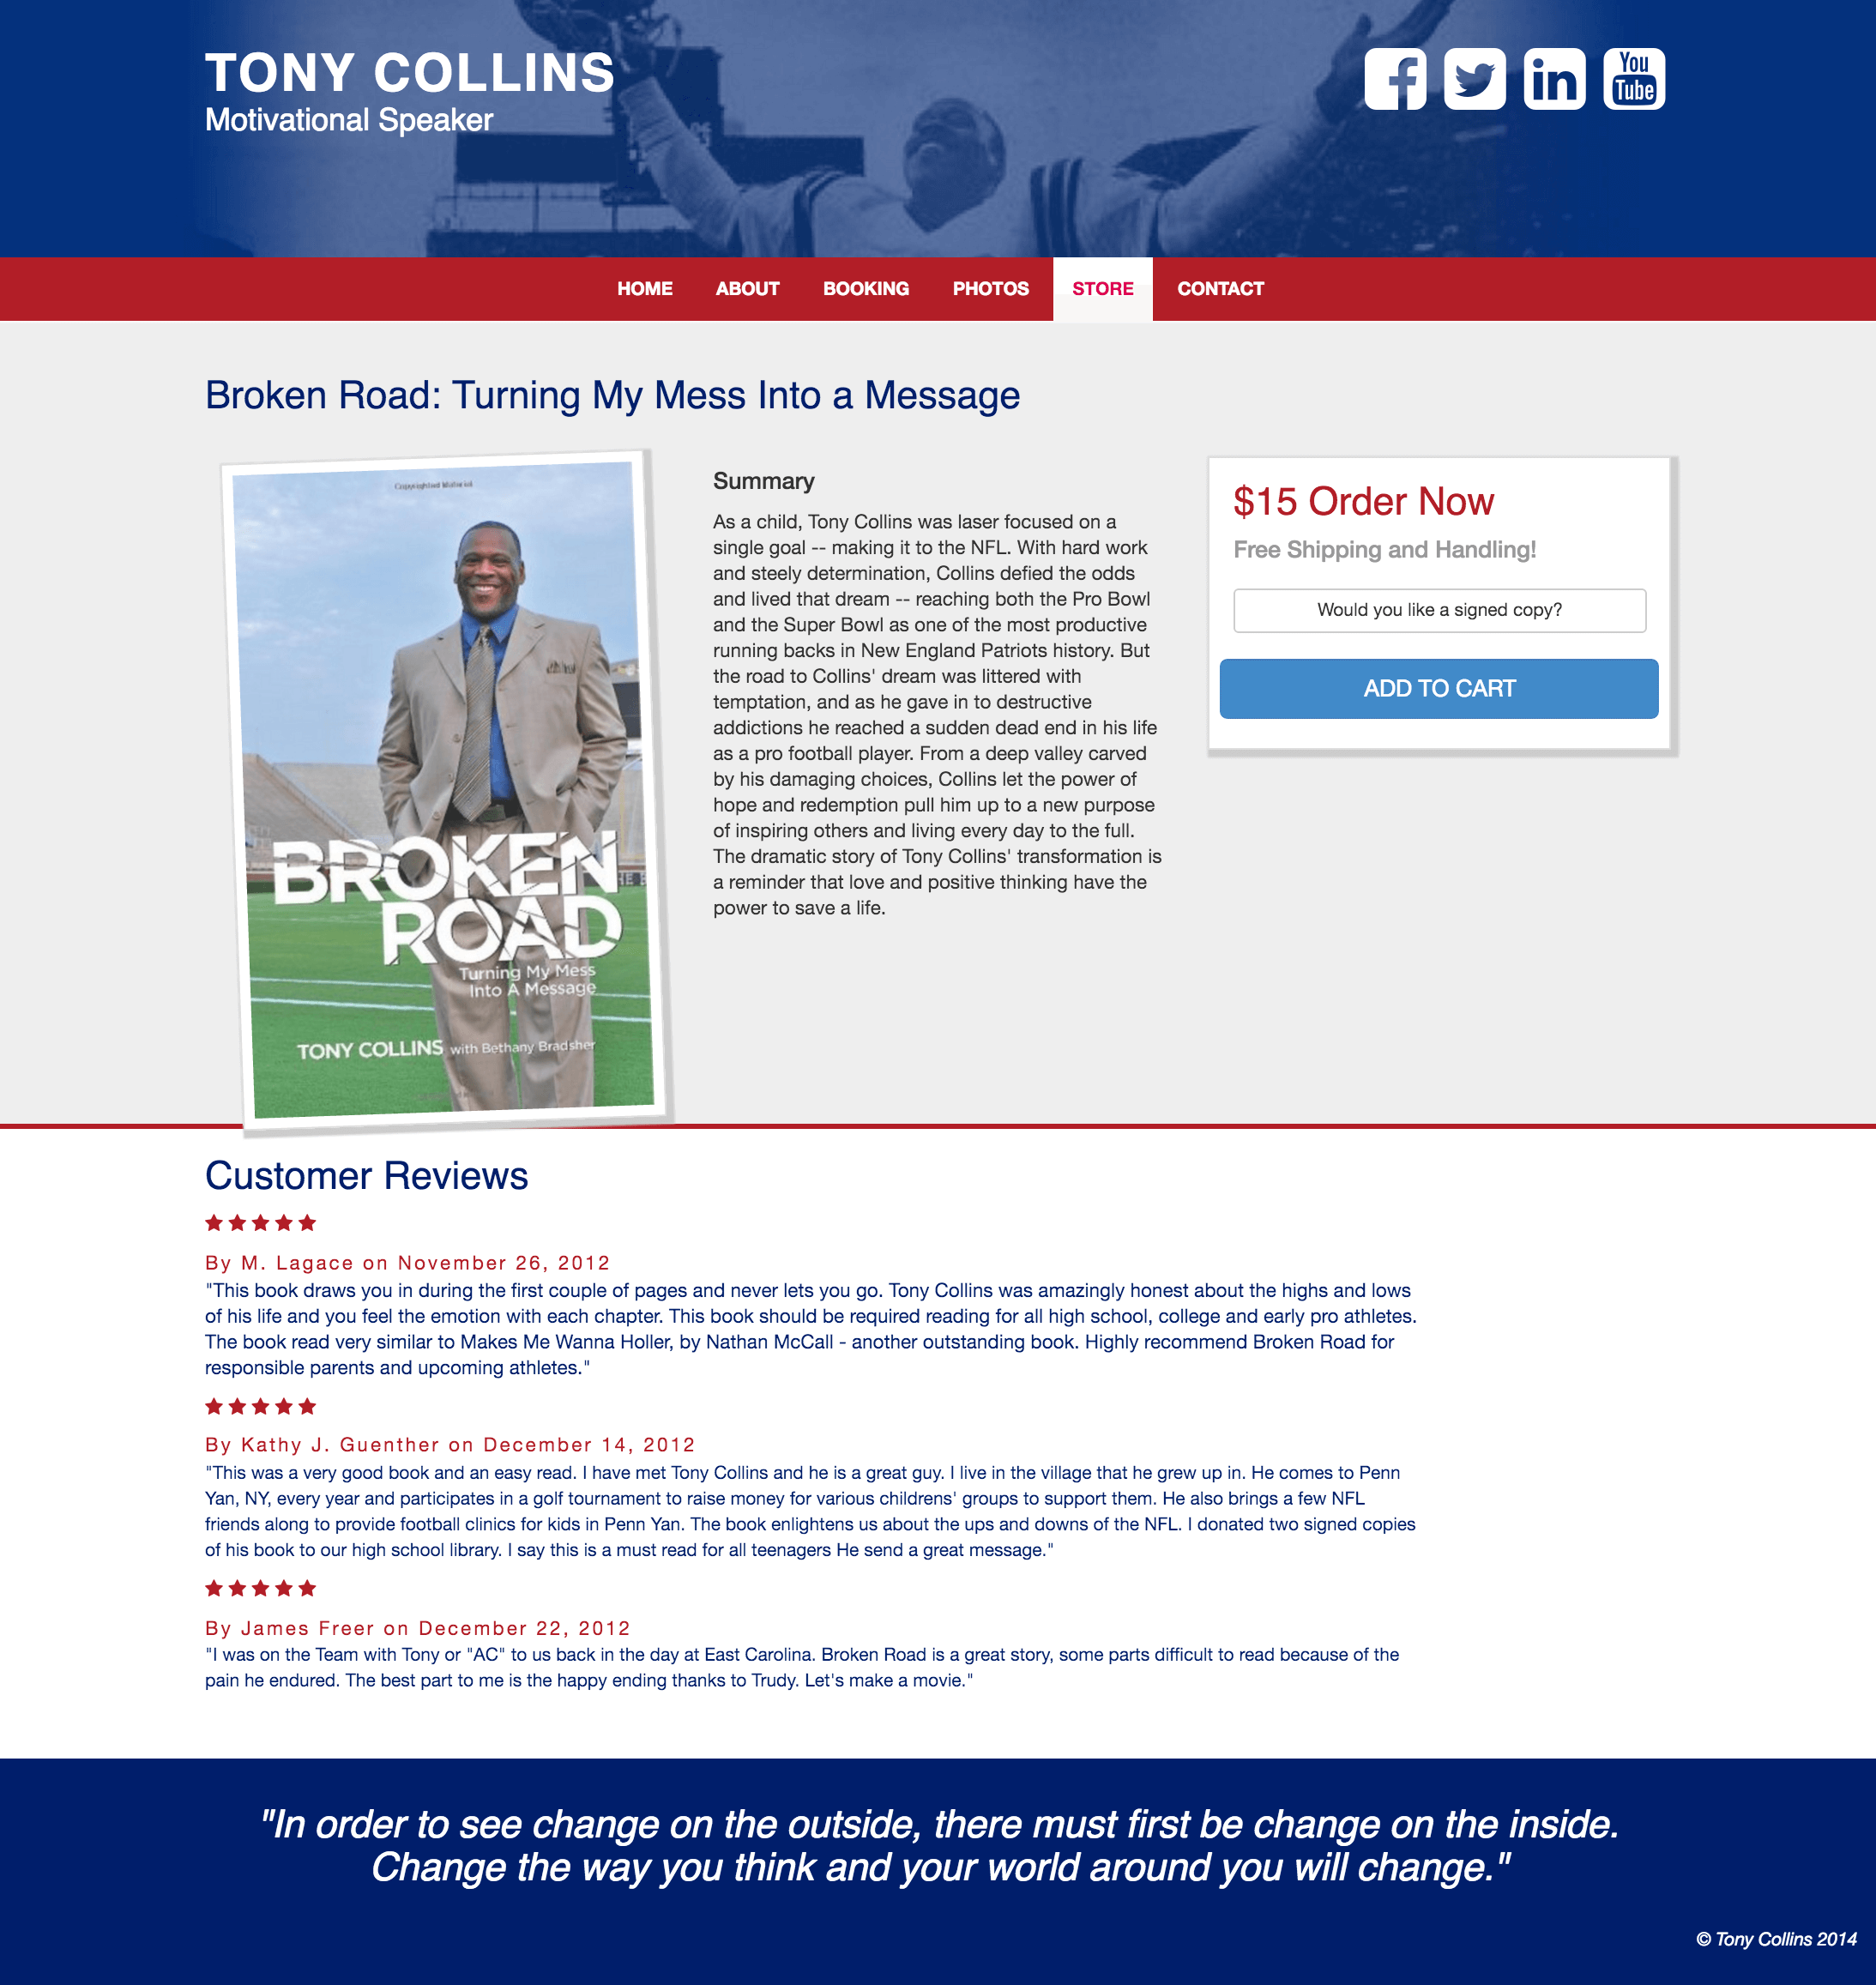 TONY COLLINS
Motivational Speaker
You
Tube
HOME ABOUT BOOKING PHOTOS STORE CONTACT
Broken Road: Turning My Mess Into a Message
Copyrighted Material
BROKEN
ROAD
Turning My Mess
Into A Message
TONY COLLINS with Bethany Bradsher
Summary
As a child, Tony Collins was laser focused on a
single goal -- making it to the NFL. With hard work
and steely determination, Collins defied the odds
and lived that dream -- reaching both the Pro Bowl
and the Super Bowl as one of the most productive
running backs in New England Patriots history. But
the road to Collins' dream was littered with
temptation, and as he gave in to destructive
addictions he reached a sudden dead end in his life
as a pro football player. From a deep valley carved
by his damaging choices, Collins let the power of
hope and redemption pull him up to a new purpose
of inspiring others and living every day to the full.
The dramatic story of Tony Collins' transformation is
a reminder that love and positive thinking have the
power to save a life.
$15 Order Now
Free Shipping and Handling!
Would you like a signed copy?
ADD TO CART
Customer Reviews
By M. Lagace on November 26, 2012
"This book draws you in during the first couple of pages and never lets you go. Tony Collins was amazingly honest about the highs and lows
of his life and you feel the emotion with each chapter. This book should be required reading for all high school, college and early pro athletes.
The book read very similar to Makes Me Wanna Holler, by Nathan McCall - another outstanding book. Highly recommend Broken Road for
responsible parents and upcoming athletes."
By Kathy J. Guenther on December 14, 2012
"This was a very good book and an easy read. I have met Tony Collins and he is a great guy. I live in the village that he grew up in. He comes to Penn
Yan, NY, every year and participates in a golf tournament to raise money for various childrens' groups to support them. He also brings a few NFL
friends along to provide football clinics for kids in Penn Yan. The book enlightens us about the ups and downs of the NFL. I donated two signed copies
of his book to our high school library. I say this is a must read for all teenagers He send a great message."
By James Freer on December 22, 2012
"I was on the Team with Tony or "AC" to us back in the day at East Carolina. Broken Road is a great story, some parts difficult to read because of the
pain he endured. The best part to me is the happy ending thanks to Trudy. Let's make a movie."
"In order to see change on the outside, there must first be change on the inside.
Change the way you think and your world around you will change."
© Tony Collins 2014